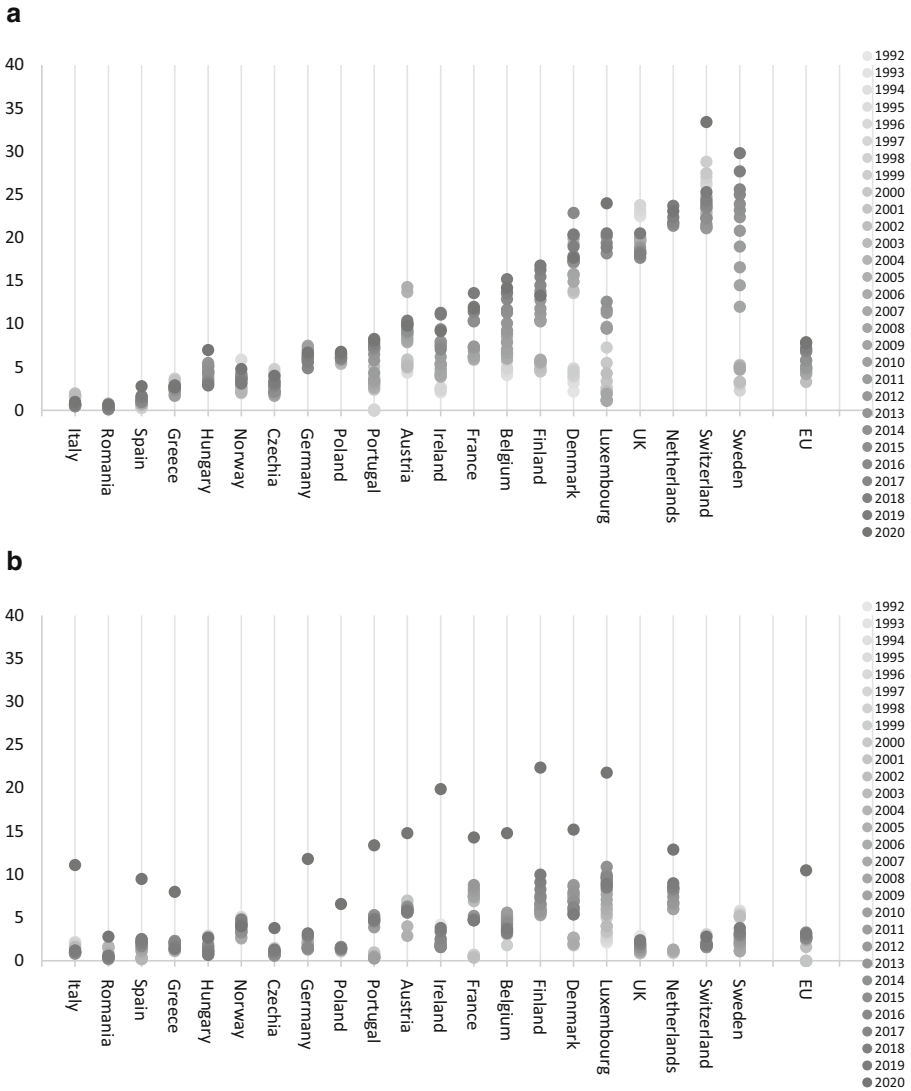 a
40
35
30
25
20
15
10
5
0
Italy
Romania
Spain
Greece
Hungary
Norway
Czechia
Germany
Poland
Portugal
Austria
Ireland
France
Belgium
Finland
Denmark
Luxembourg
UK
Netherlands
Switzerland
Sweden
EU
1992
1993
1994
1995
1996
1997
1998
1999
2000
2001
2002
2003
2004
2005
2006
2007
2008
2009
2010
2011
2012
2013
2014
2015
2016
2017
2018
2019
2020
b
40
35
30
25
20
15
10
5
0
Italy
Romania
Spain
Greece
Hungary
Norway
Czechia
Germany
Poland
Portugal
Austria
Ireland
France
Belgium
Finland
Denmark
Luxembourg
UK
Netherlands
Switzerland
Sweden
EU
1992
1993
1994
1995
1996
1997
1998
1999
2000
2001
2002
2003
2004
2005
2006
2007
2008
2009
2010
2011
2012
2013
2014
2015
2016
2017
2018
2019
2020